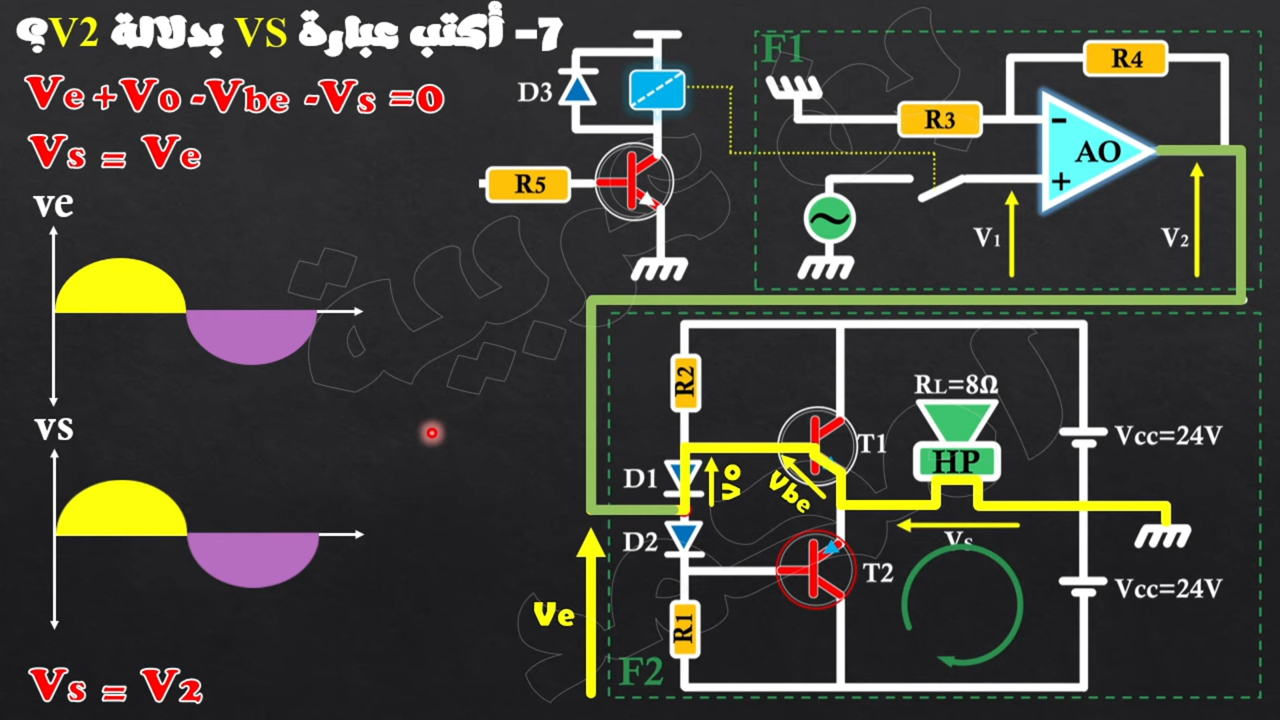 7- أكتب عبارة VS بدلالة V2؟
Ve +Vo -Vbe -Vs =0
Vs = Ve
ve
vs
Vs = V2
D3
R5
F1
R3
R4
AO
-
+
V1
V2
R2
D1
Vo
Vbe
T1
RL=8Ω
HP
Vcc=24V
D2
Vs
T2
Vcc=24V
Ve
R1
F2